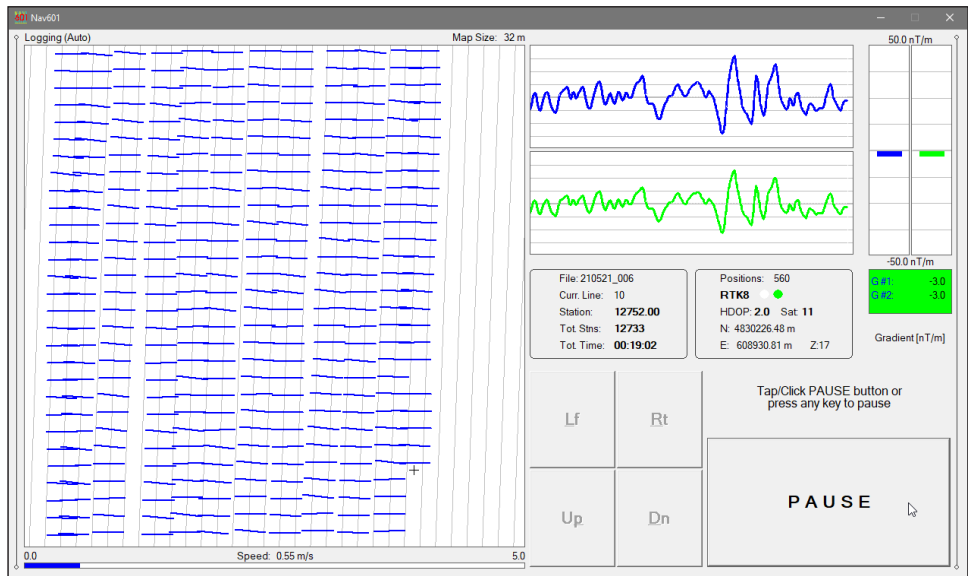 601 Nav601
Logging (Auto)
Map Size: 32 m
50.0 nT/m
-50.0 nT/m
File: 210521_006
Curr. Line: 10
Station: 12752.00
Tot. Stns: 12733
Tot. Time: 00:19:02
Positions: 560
RTK8
HDOP: 2.0 Sat: 11
N: 4830226.48 m
E: 608930.81 m Z:17
G #1: -3.0
G #2: -3.0
Gradient [nT/m]
Lf
Rt
Up
Dn
Tap/Click PAUSE button or
press any key to pause
PAUSE
0.0
Speed: 0.55 m/s
5.0